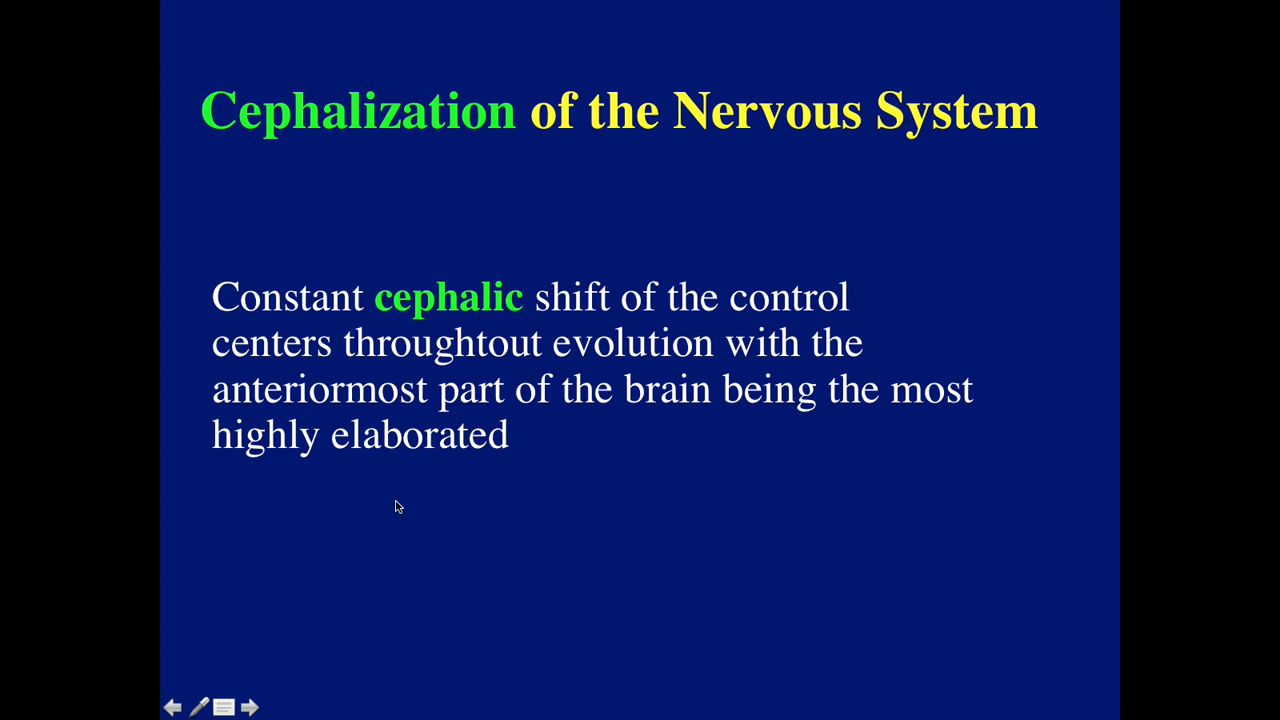 Cephalization of the Nervous System
Constant cephalic shift of the control
centers throughtout evolution with the
anteriormost part of the brain being the most
highly elaborated